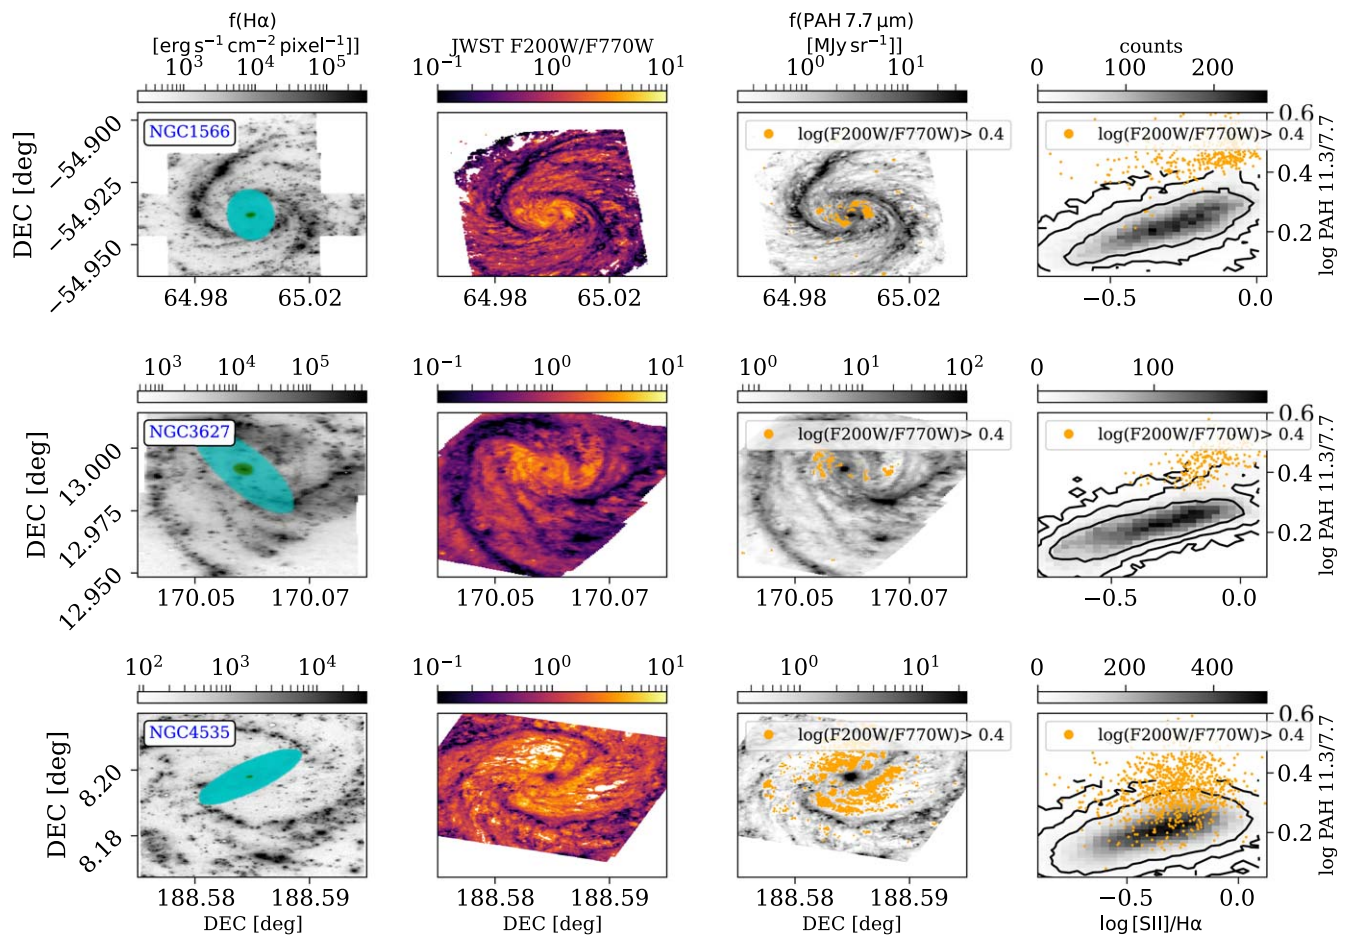 f(Hα)
[erg s⁻¹ cm⁻² pixel⁻¹]]
JWST F200W/F770W
f(PAH 7.7 μm)
[MJy sr⁻¹]]
counts
10³ 10⁴ 10⁵
10⁻¹ 10⁰ 10¹
10⁰ 10¹
0 100 200
DEC [deg]
−54.900
−54.925
−54.950
NGC1566
log(F200W/F770W)> 0.4
log(F200W/F770W)> 0.4
0.6
0.4
0.2
log PAH 11.3/7.7
64.98 65.02
64.98 65.02
64.98 65.02
−0.5 0.0
10³ 10⁴ 10⁵
10⁻¹ 10⁰ 10¹
10⁰ 10¹ 10²
0 100
DEC [deg]
13.000
12.975
12.950
NGC3627
log(F200W/F770W)> 0.4
log(F200W/F770W)> 0.4
0.6
0.4
0.2
log PAH 11.3/7.7
170.05 170.07
170.05 170.07
170.05 170.07
−0.5 0.0
10² 10³ 10⁴
10⁻¹ 10⁰ 10¹
10⁰ 10¹
0 200 400
DEC [deg]
8.20
8.18
NGC4535
log(F200W/F770W)> 0.4
log(F200W/F770W)> 0.4
0.6
0.4
0.2
log PAH 11.3/7.7
188.58 188.59
188.58 188.59
188.58 188.59
−0.5 0.0
DEC [deg]
DEC [deg]
DEC [deg]
log [SII]/Hα